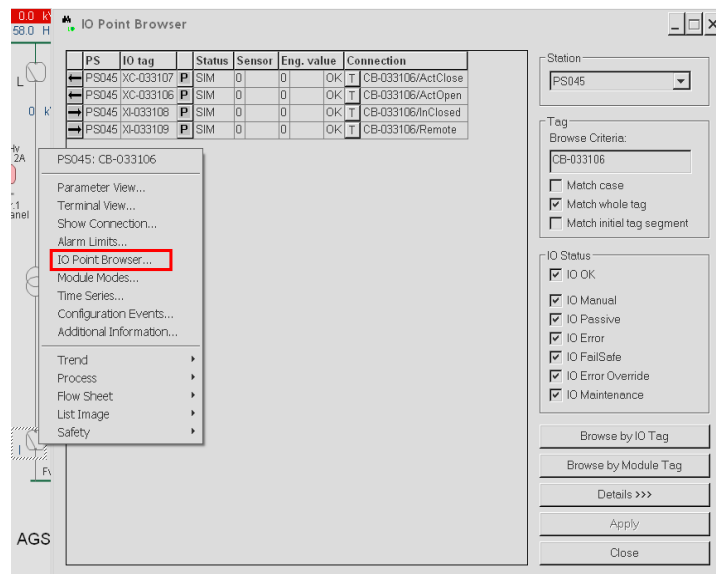 0.0 k
58.0 H
IO Point Browser
PS IO tag Status Sensor Eng. value Connection
PS045 XC-033107 P SIM 0 0 OK T CB-033106/ActClose
PS045 XC-033106 P SIM 0 0 OK T CB-033106/ActOpen
PS045 XI-033108 P SIM 0 0 OK T CB-033106/InClosed
PS045 XI-033109 P SIM 0 0 OK T CB-033106/Remote
L
0 k
2A
anel
PS045: CB-033106
Parameter View...
Terminal View...
Show Connection...
Alarm Limits...
IO Point Browser...
Module Modes...
Time Series...
Configuration Events...
Additional Information...
Trend
Process
Flow Sheet
List Image
Safety
AGS
Station
PS045
Tag
Browse Criteria:
CB-033106
Match case
Match whole tag
Match initial tag segment
IO Status
IO OK
IO Manual
IO Passive
IO Error
IO FailSafe
IO Error Override
IO Maintenance
Browse by IO Tag
Browse by Module Tag
Details >>>
Apply
Close